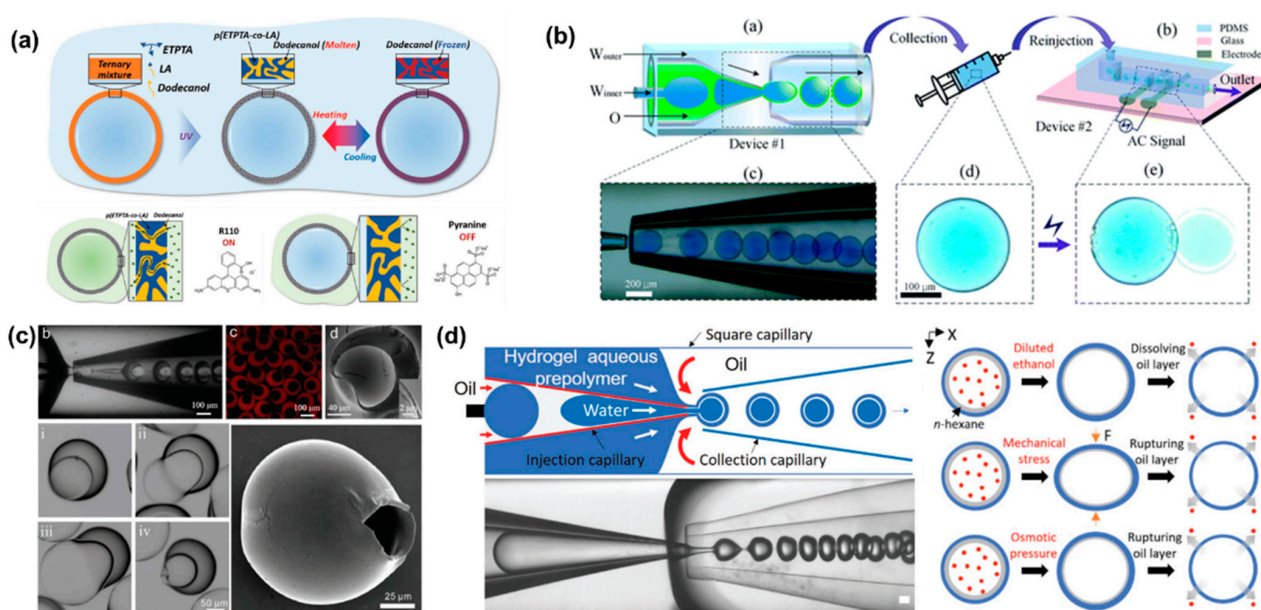 (a)
ETPTA
LA
Dodecanol
Ternary
mixture
UV
p(ETPTA-co-LA)
Dodecanol (Molten)
Heating
Cooling
Dodecanol (Frozen)
p(ETPTA-co-LA)
Dodecanol
R110
ON
Pyranine
OFF
(b)
(a)
W outer
W inner
O
Device #1
Collection
Reinjection
(b)
PDMS
Glass
Electrode
Outlet
Device #2
AC Signal
(c)
200 μm
(d)
100 μm
(e)
(c)
b
100 μm
c
100 μm
d
40 μm
2 μm
i
ii
iii
iv
50 μm
25 μm
(d)
Square capillary
Hydrogel aqueous
prepolymer
Oil
Oil
Water
Injection capillary
Collection capillary
X
Z
n-hexane
Diluted
ethanol
Dissolving
oil layer
Mechanical
stress
F
Rupturing
oil layer
Osmotic
pressure
Rupturing
oil layer